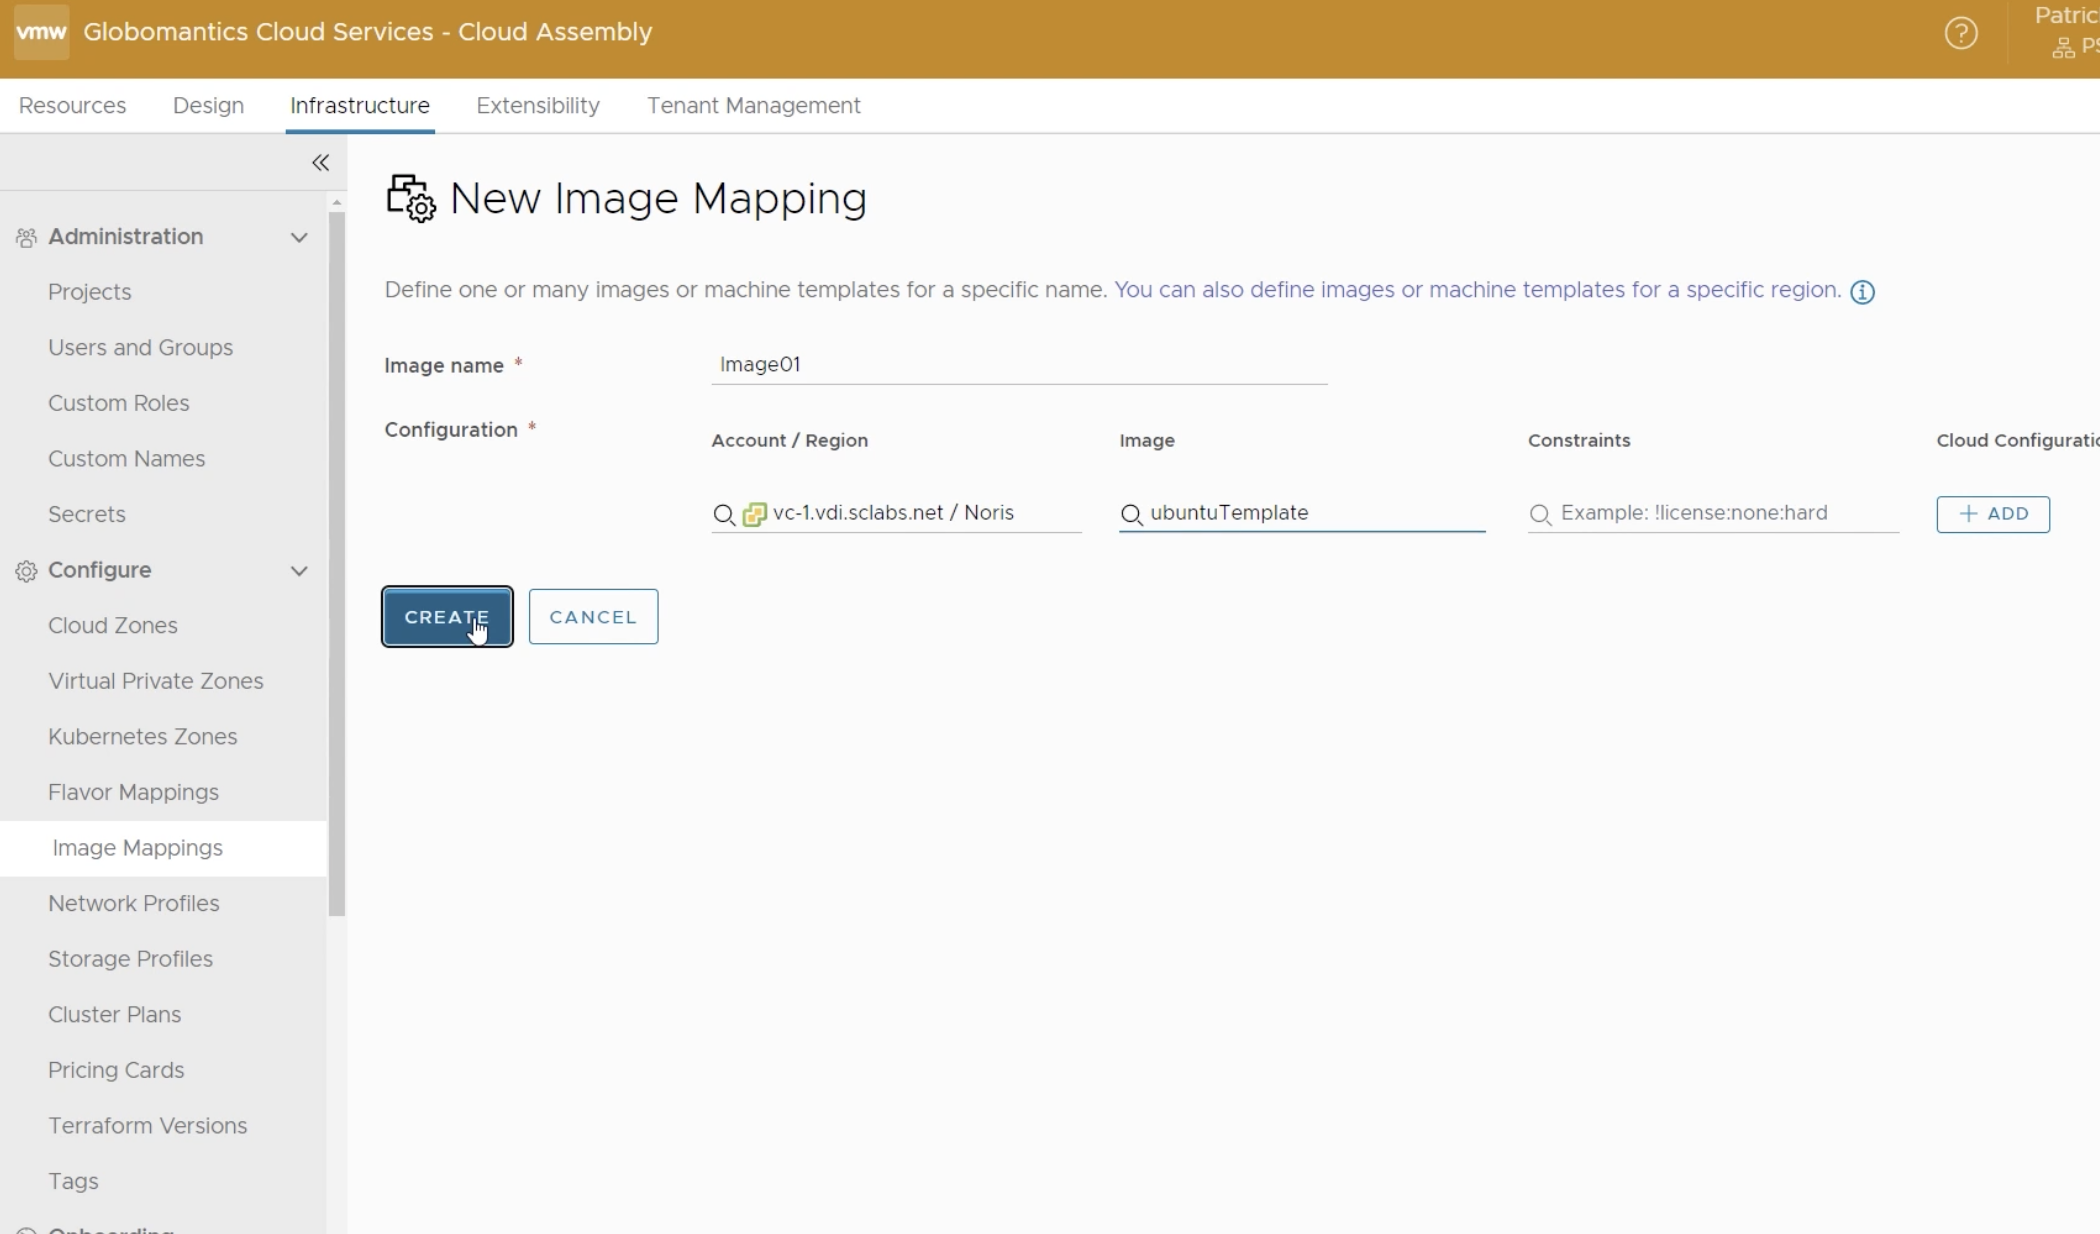 vmw Globomantics Cloud Services - Cloud Assembly
Patric
PS
Resources Design Infrastructure Extensibility Tenant Management
Administration
Projects
Users and Groups
Custom Roles
Custom Names
Secrets
Configure
Cloud Zones
Virtual Private Zones
Kubernetes Zones
Flavor Mappings
Image Mappings
Network Profiles
Storage Profiles
Cluster Plans
Pricing Cards
Terraform Versions
Tags
New Image Mapping
Define one or many images or machine templates for a specific name. You can also define images or machine templates for a specific region.
Image name * Image01
Configuration *
Account / Region Image Constraints Cloud Configuratio
vc-1.vdi.sclabs.net / Noris ubuntuTemplate Example: !license:none:hard + ADD
CREATE CANCEL